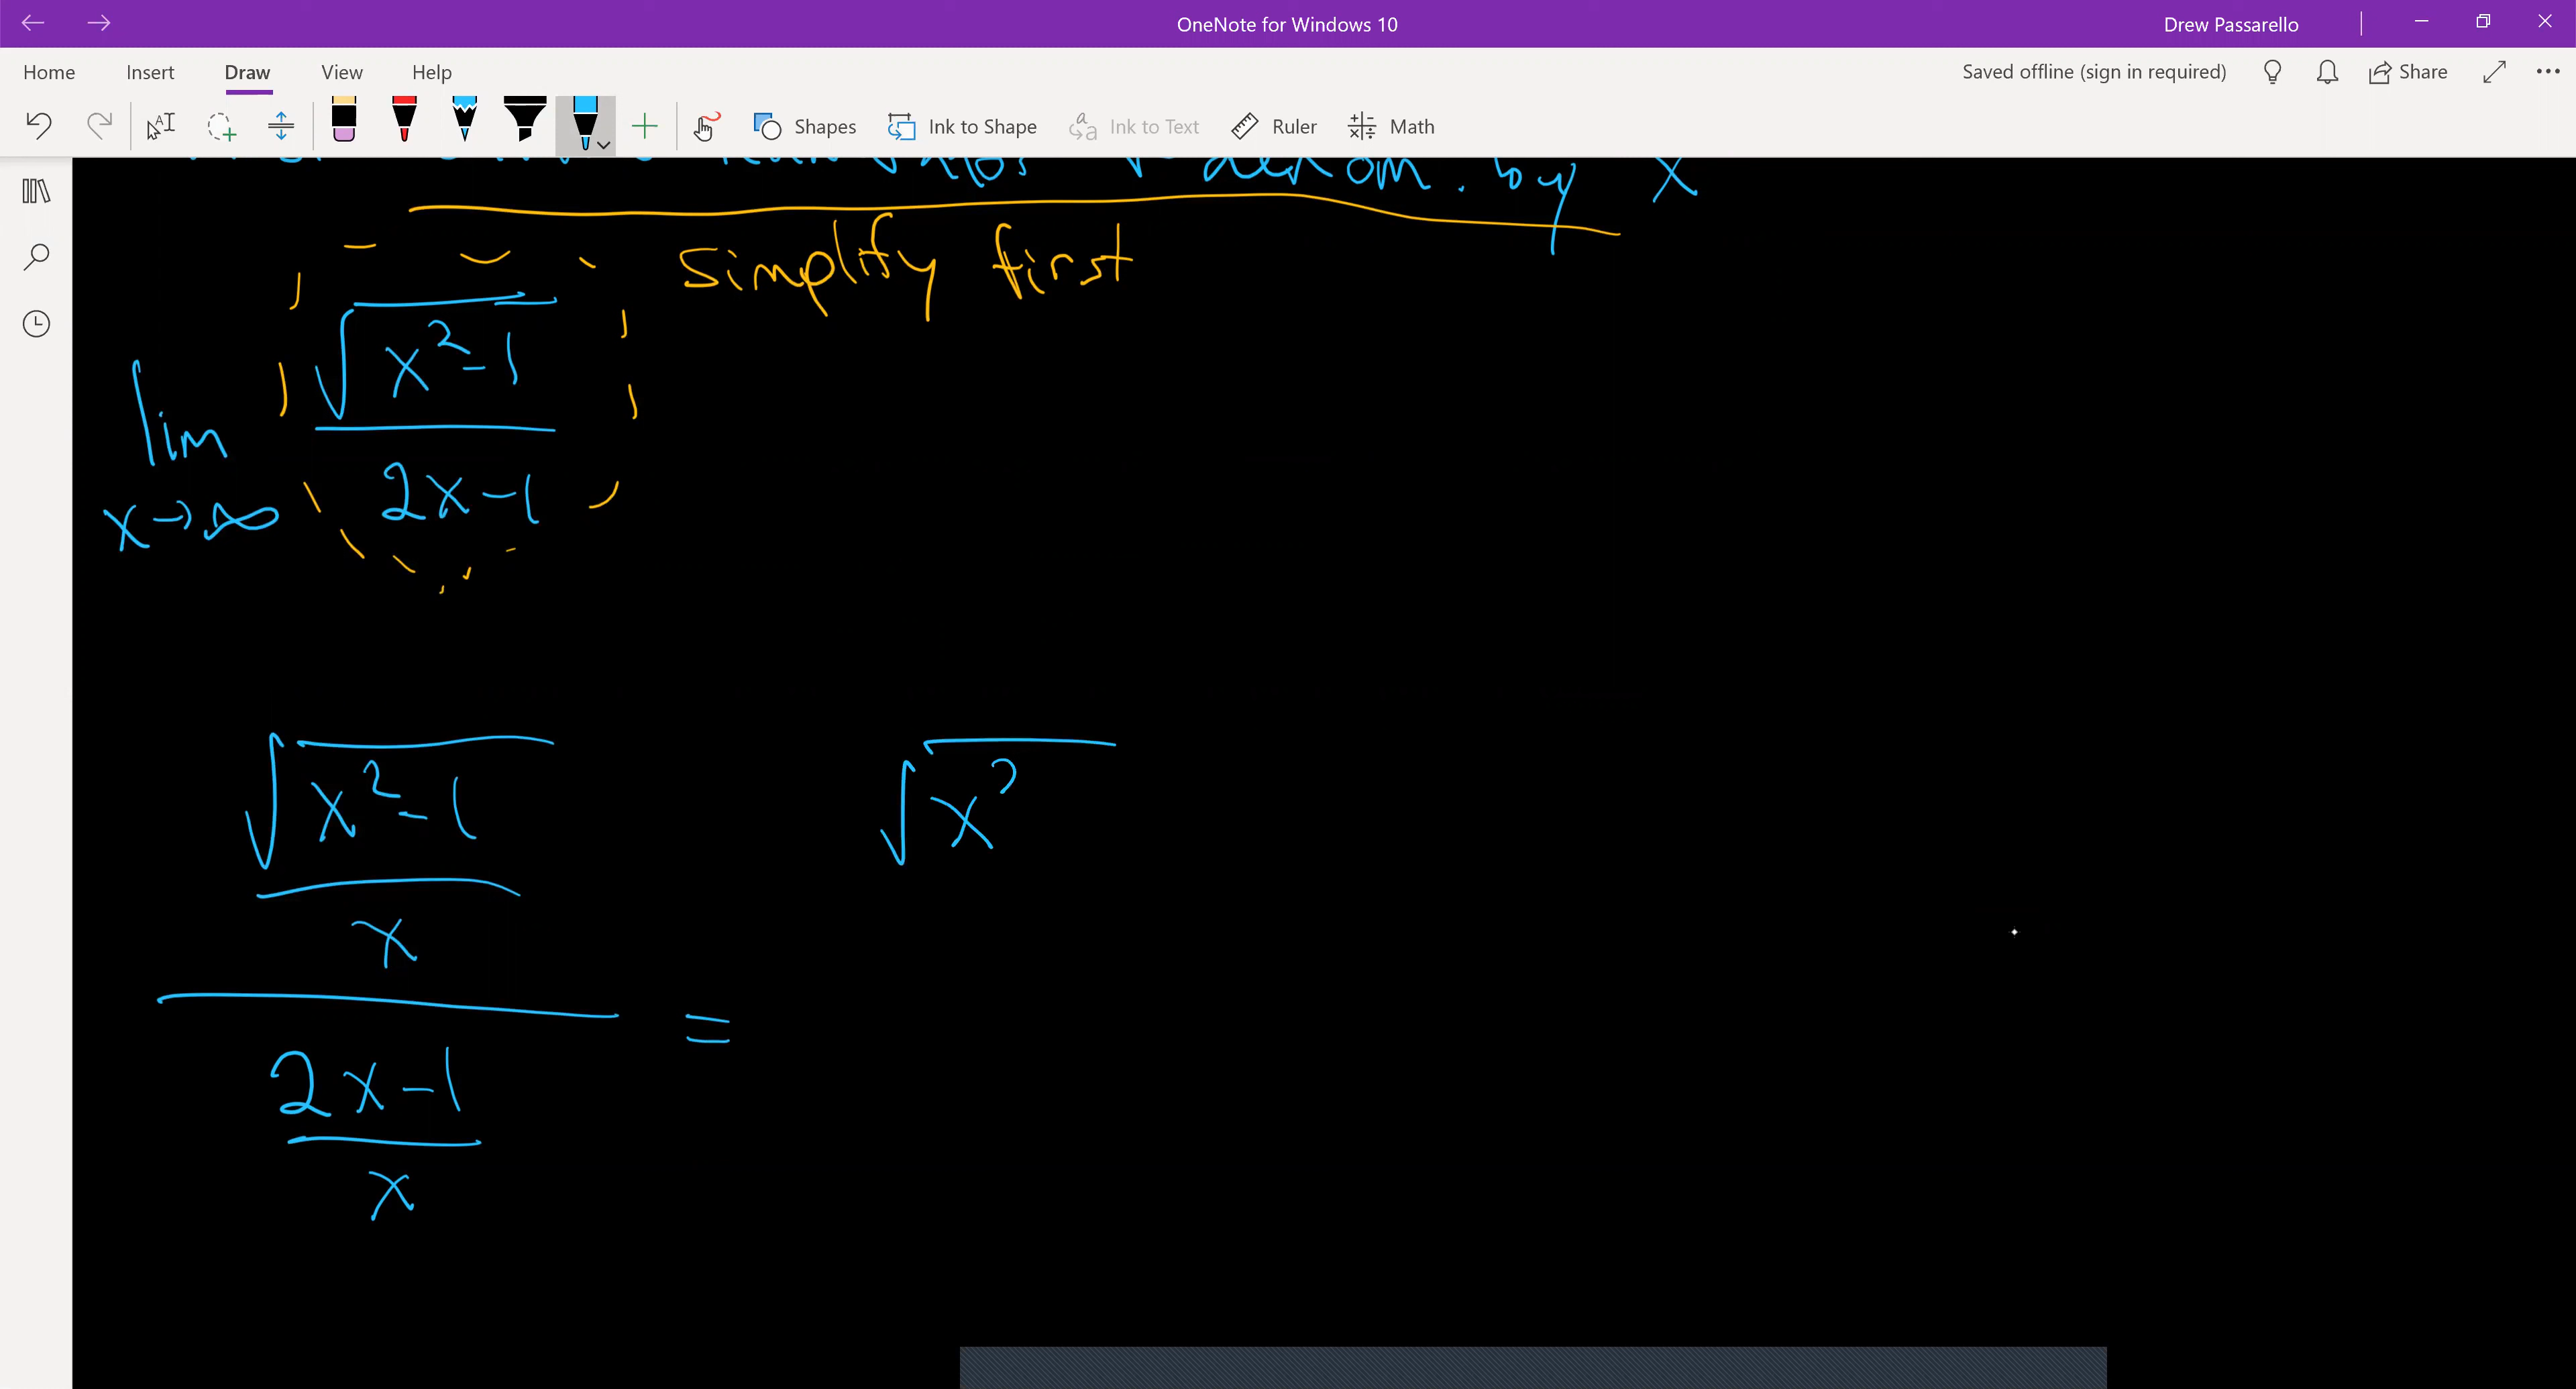 OneNote for Windows 10
Drew Passarello
Home Insert Draw View Help
Saved offline (sign in required) Share
Shapes Ink to Shape Ink to Text Ruler Math
denom. by x
simplify first
lim x→∞ √(x²-1) / (2x-1)
(√(x²-1) / x) / ((2x-1) / x) = √x²